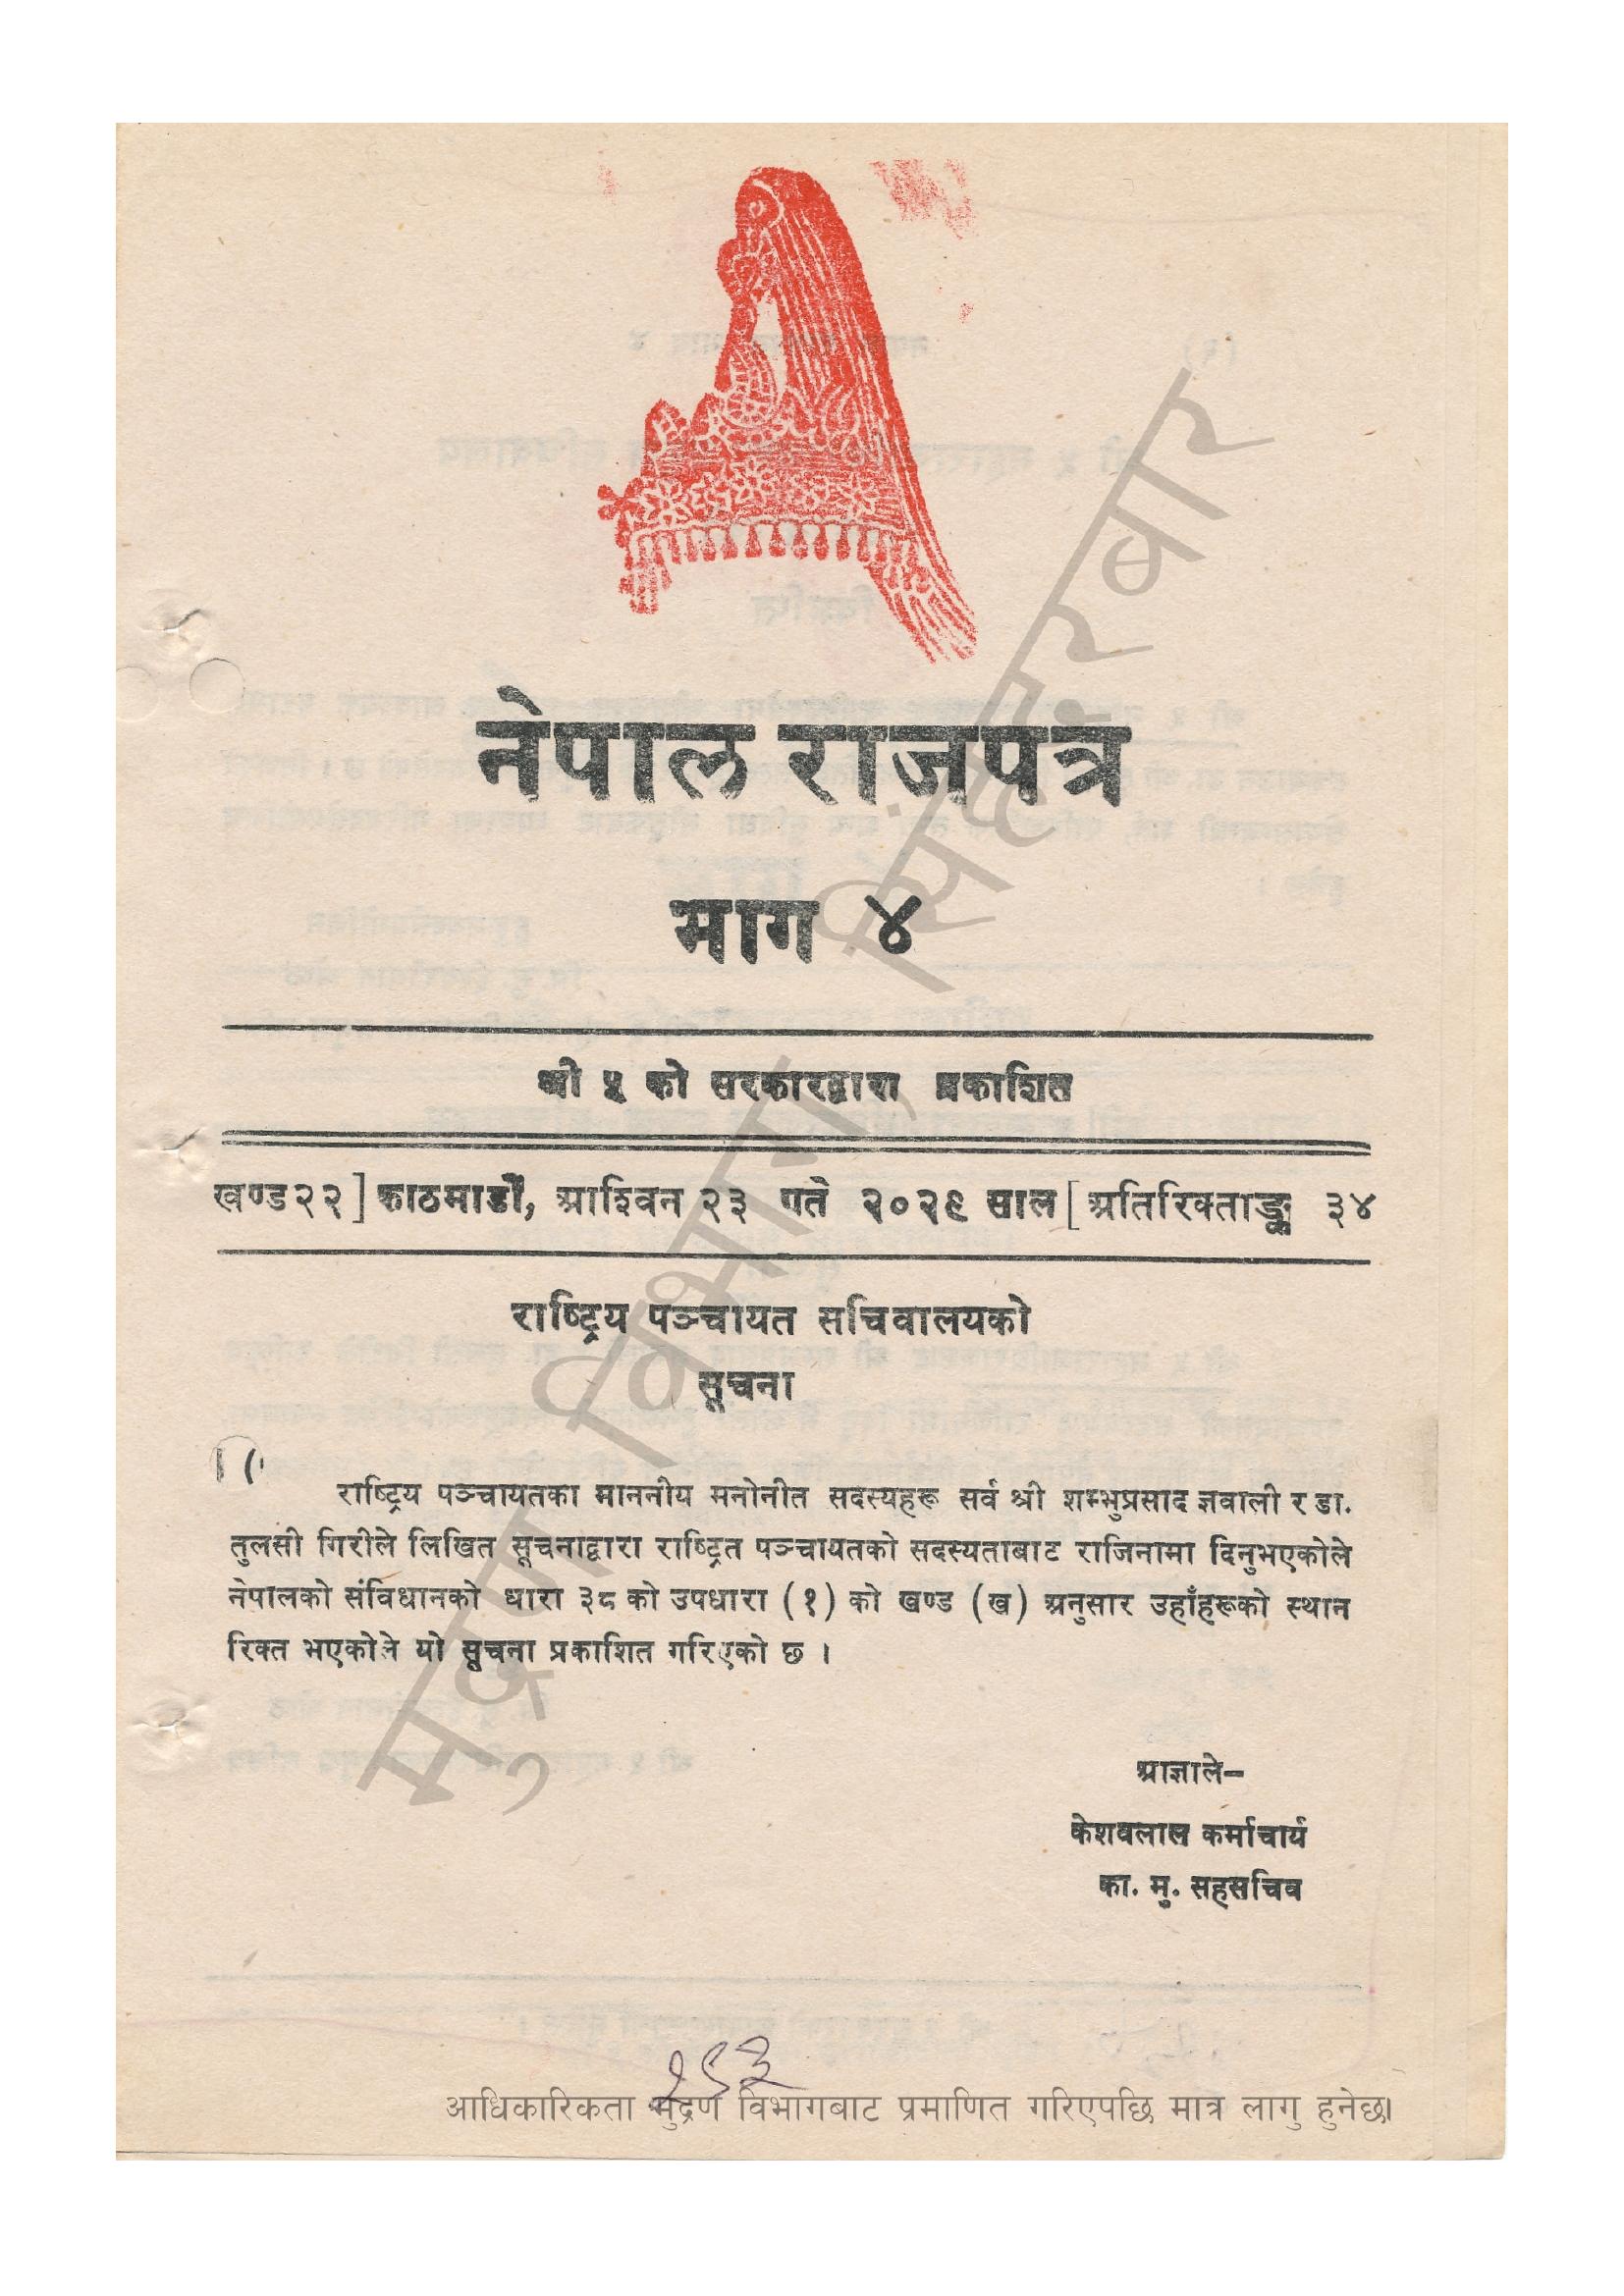 नेपाल राजपत्र
भाग ४
श्री ५ को सरकारद्वारा प्रकाशित
खण्ड २२] काठमाडौं, आश्विन २३ गते २०२९ साल [ अतिरिक्ताङ्क ३४
राष्ट्रिय पञ्चायत सचिवालयको
सूचना
राष्ट्रिय पञ्चायतका माननीय मनोनीत सदस्यहरू सर्व श्री शम्भुप्रसाद ज्ञवाली र डा.
तुलसी गिरीले लिखित सूचनाद्वारा राष्ट्रित पञ्चायतको सदस्यताबाट राजिनामा दिनुभएकोले
नेपालको संविधानको धारा ३८ को उपधारा (१) को खण्ड (ख) अनुसार उहाँहरूको स्थान
रिक्त भएकोले यो सूचना प्रकाशित गरिएको छ ।
आज्ञाले–
केशवलाल कर्माचार्य
का. मु. सहसचिव
आधिकारिकता मुद्रण विभागबाट प्रमाणित गरिएपछि मात्र लागु हुनेछ।
मुद्रण विभाग, सिंहदरवार